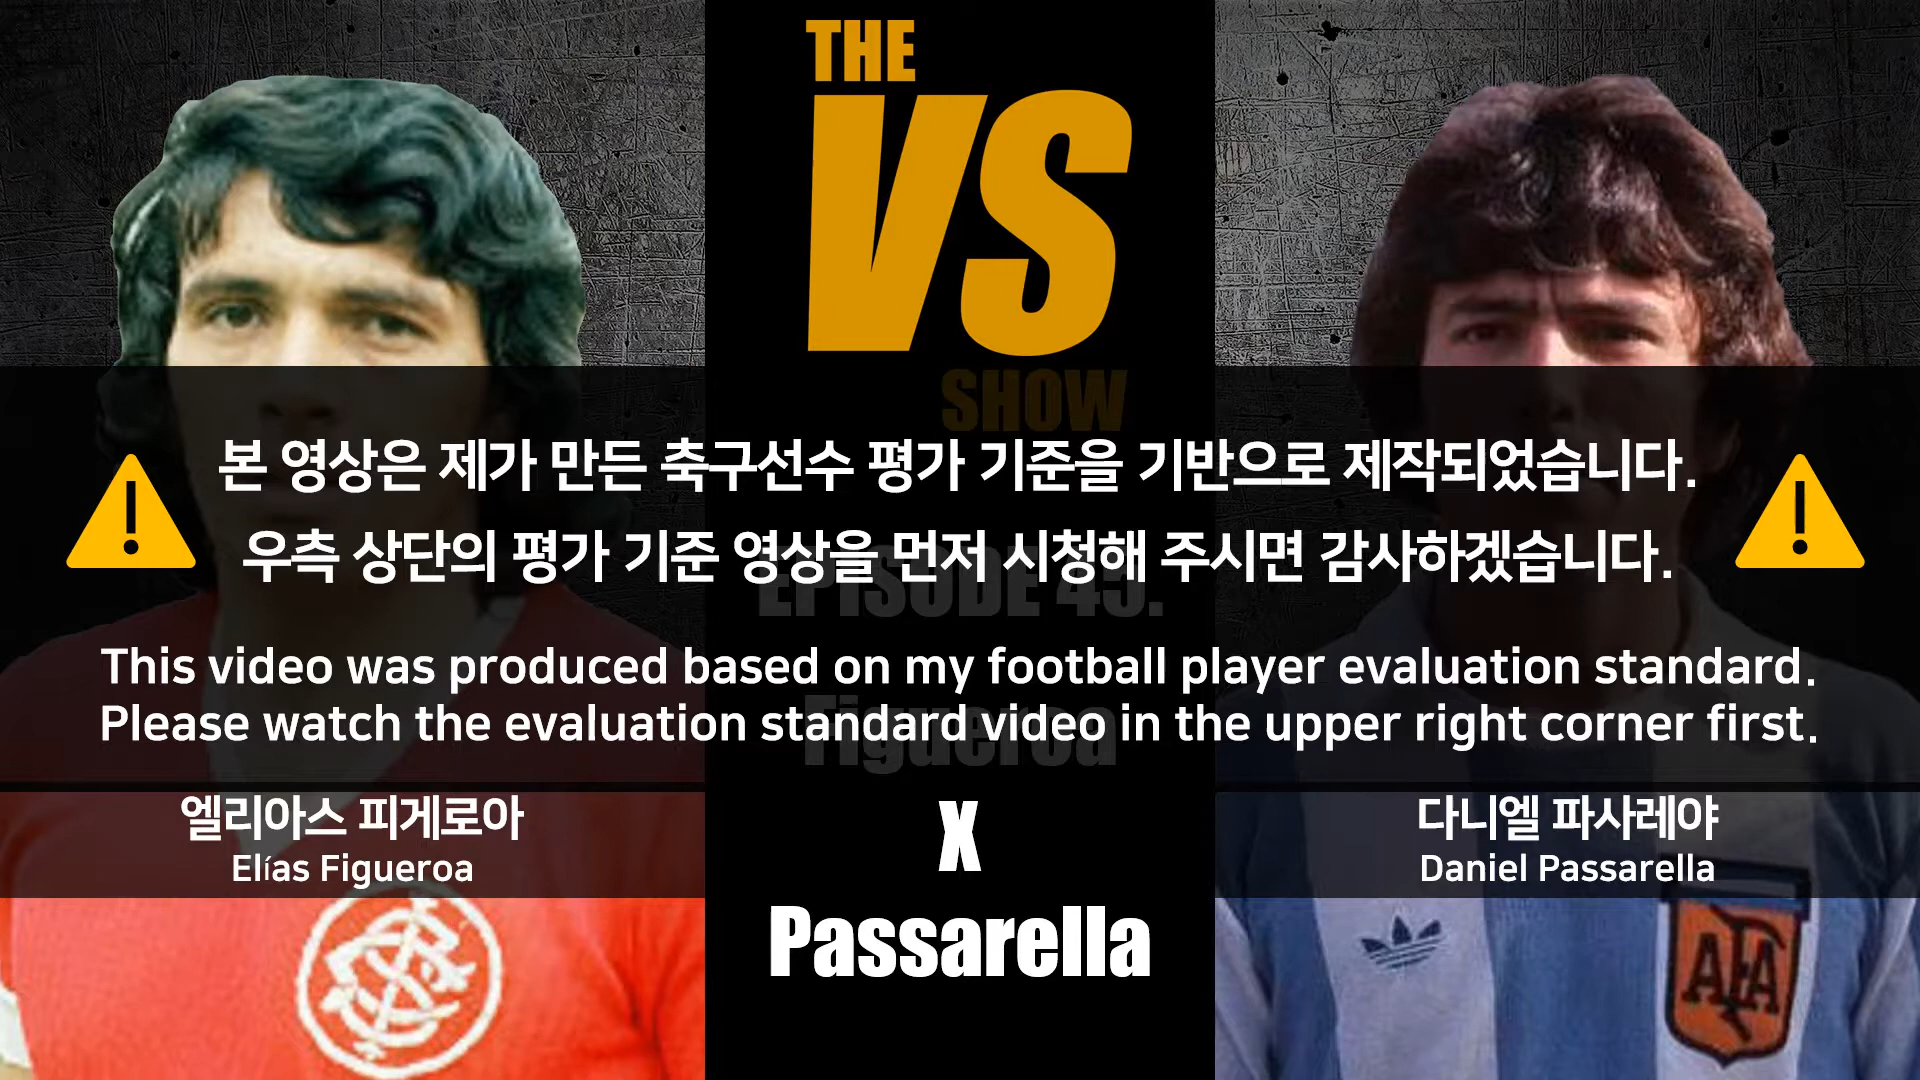 THE
VS
SHOW
본 영상은 제가 만든 축구선수 평가 기준을 기반으로 제작되었습니다.
우측 상단의 평가 기준 영상을 먼저 시청해 주시면 감사하겠습니다.
EPISODE 45.
This video was produced based on my football player evaluation standard.
Please watch the evaluation standard video in the upper right corner first.
Figueroa
X
Passarella
엘리아스 피게로아
Elías Figueroa
다니엘 파사레야
Daniel Passarella
AFA